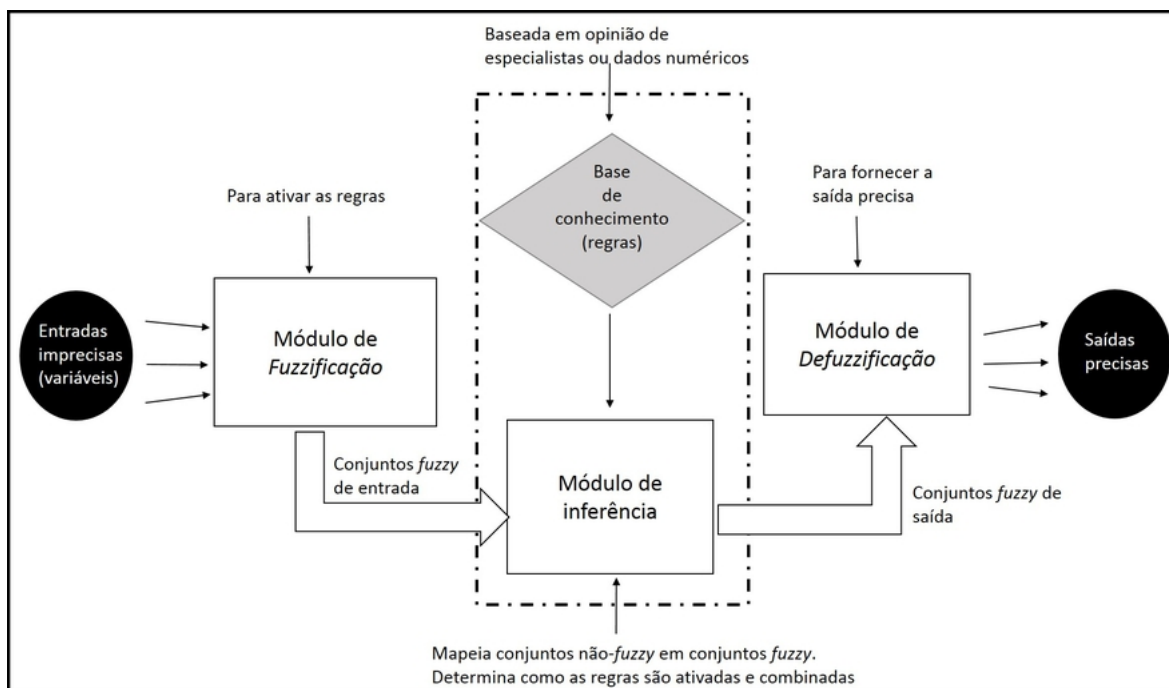 Baseada em opinião de
especialistas ou dados numéricos
Para ativar as regras
Base
de
conhecimento
(regras)
Para fornecer a
saída precisa
Entradas
imprecisas
(variáveis)
Módulo de
Fuzzificação
Módulo de
Defuzzificação
Saídas
precisas
Conjuntos fuzzy
de entrada
Módulo de
inferência
Conjuntos fuzzy de
saída
Mapeia conjuntos não-fuzzy em conjuntos fuzzy.
Determina como as regras são ativadas e combinadas